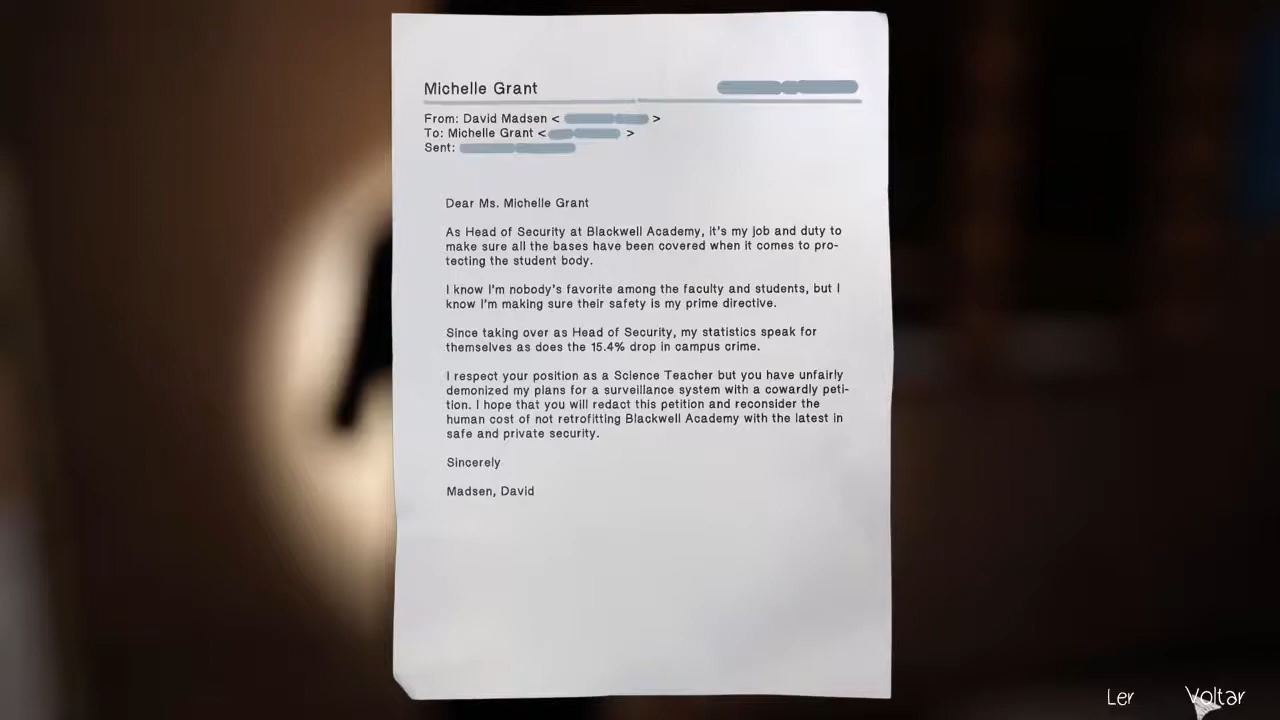 Michelle Grant
From: David Madsen < >
To: Michelle Grant < >
Sent:
Dear Ms. Michelle Grant
As Head of Security at Blackwell Academy, it's my job and duty to
make sure all the bases have been covered when it comes to pro-
tecting the student body.
I know I'm nobody's favorite among the faculty and students, but I
know I'm making sure their safety is my prime directive.
Since taking over as Head of Security, my statistics speak for
themselves as does the 15.4% drop in campus crime.
I respect your position as a Science Teacher but you have unfairly
demonized my plans for a surveillance system with a cowardly peti-
tion. I hope that you will redact this petition and reconsider the
human cost of not retrofitting Blackwell Academy with the latest in
safe and private security.
Sincerely
Madsen, David
Ler Voltar